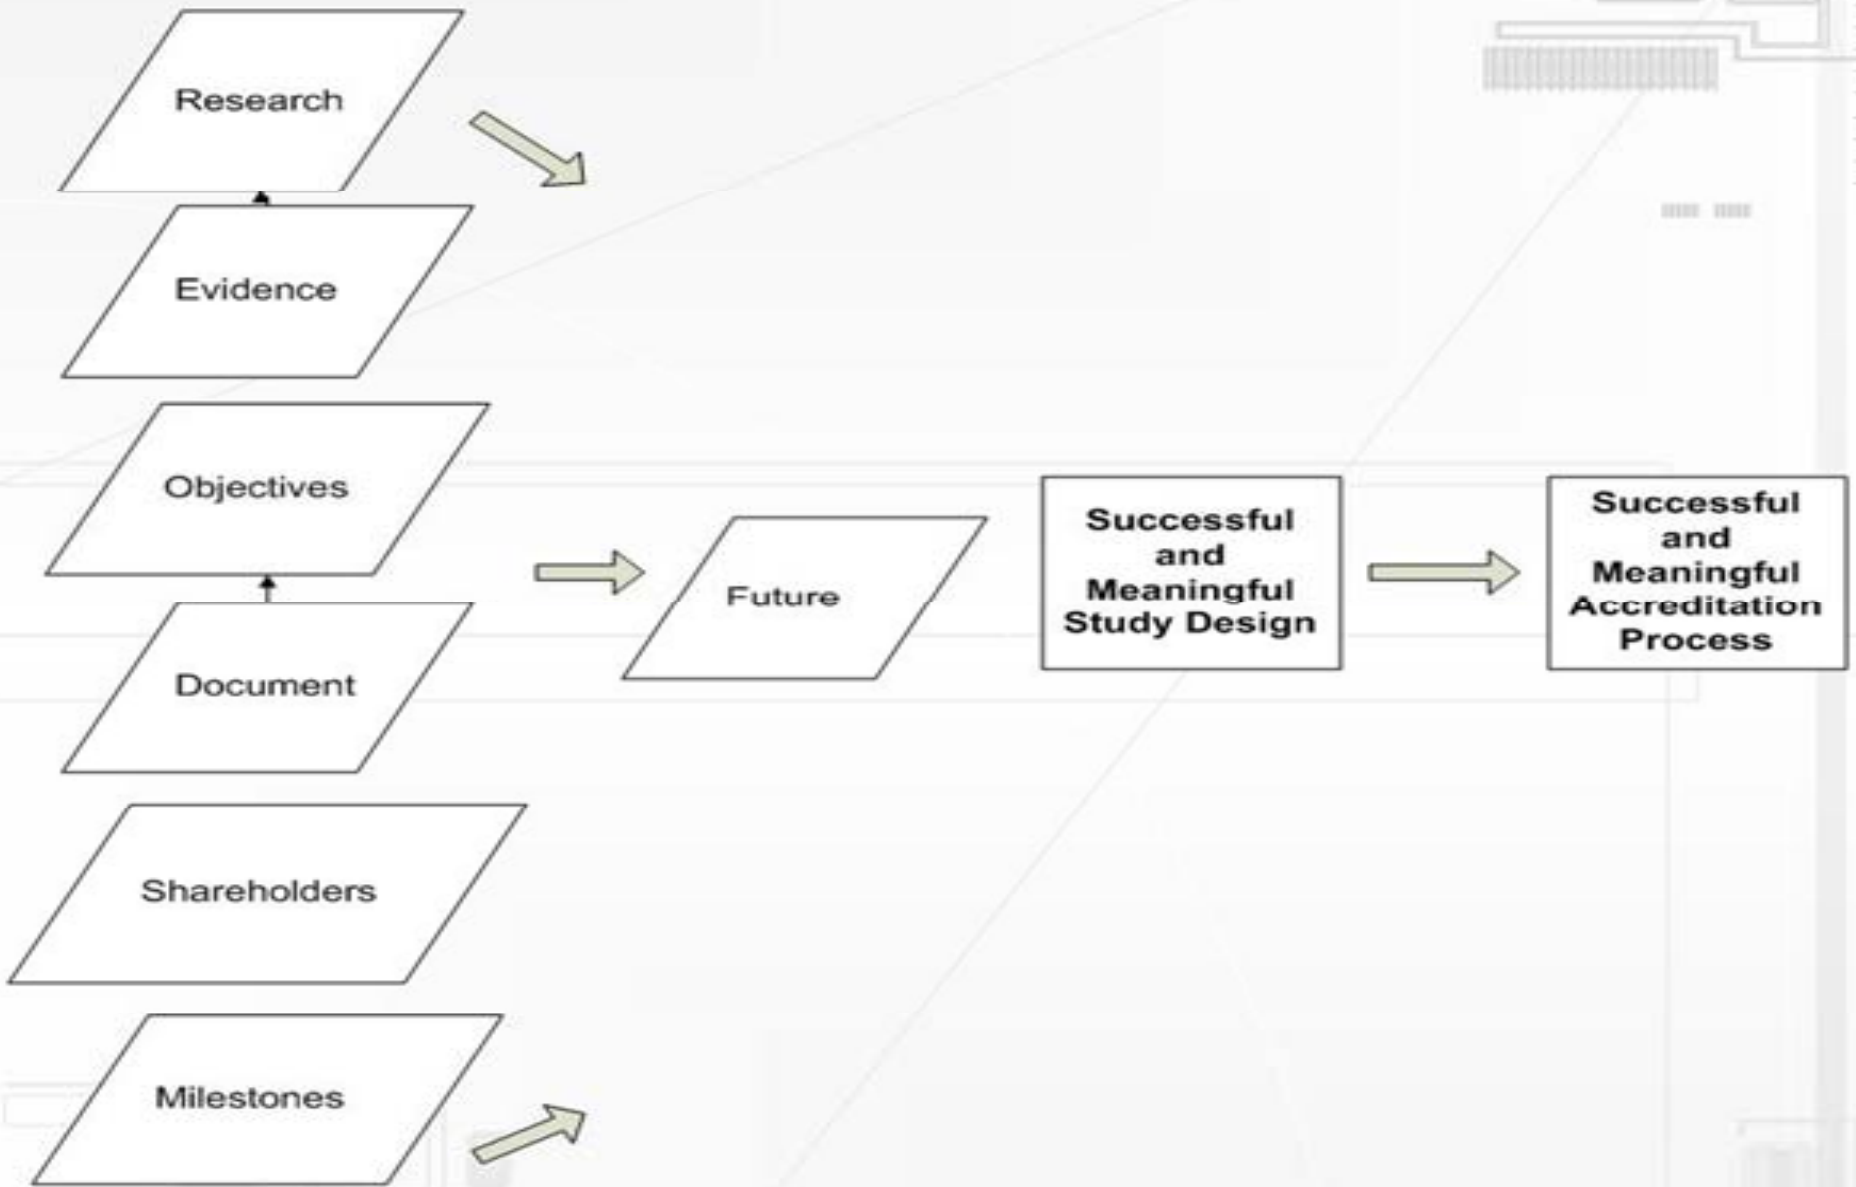 Research
Evidence
Objectives
Document
Shareholders
Milestones
Future
Successful
and
Meaningful
Study Design
Successful
and
Meaningful
Accreditation
Process